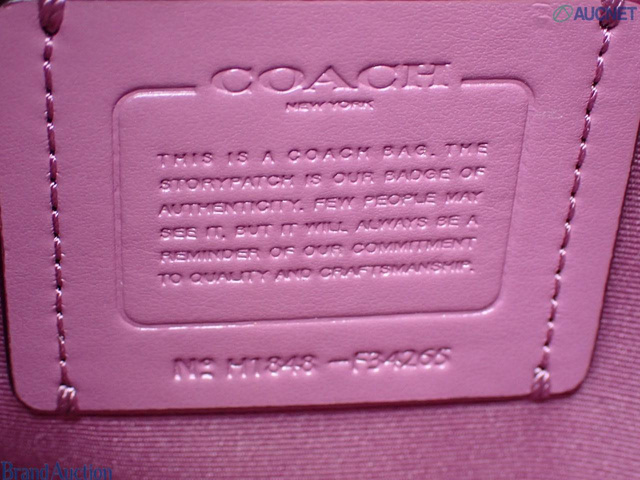 AUCNET
COACH
NEW YORK
THIS IS A COACH BAG. THE
STORYPATCH IS OUR BADGE OF
AUTHENTICITY. FEW PEOPLE MAY
SEE IT. BUT IT WILL ALWAYS BE A
REMINDER OF OUR COMMITMENT
TO QUALITY AND CRAFTSMANSHIP.
No H1848-F34268
Brand Auction